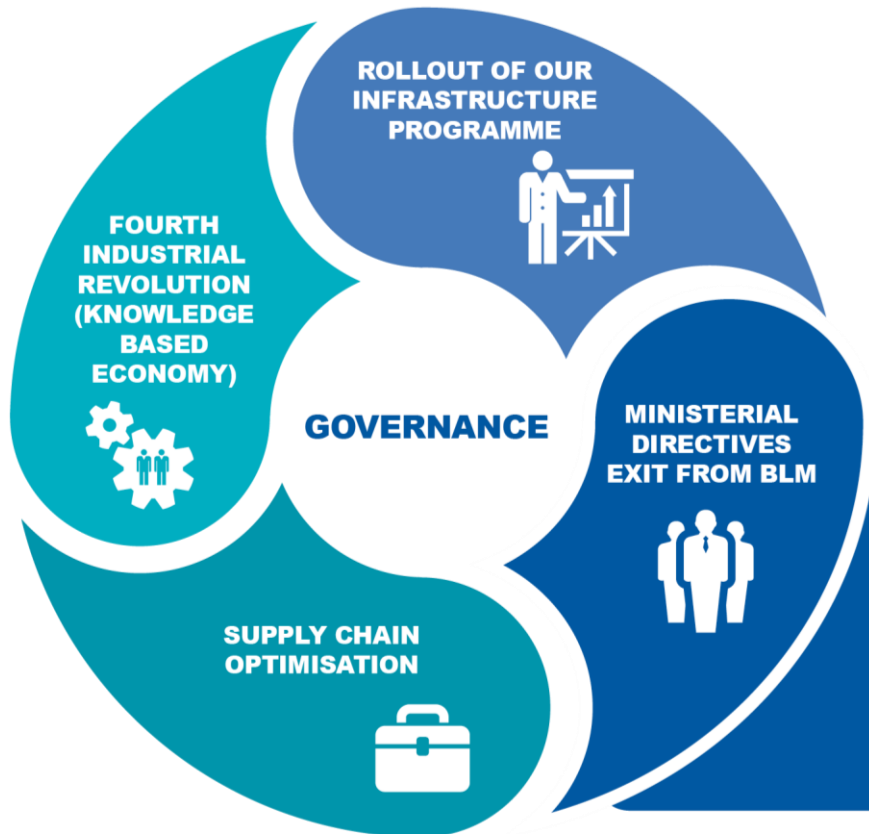 ROLLOUT OF OUR
INFRASTRUCTURE
PROGRAMME
FOURTH
INDUSTRIAL
REVOLUTION
(KNOWLEDGE
BASED
ECONOMY)
GOVERNANCE
MINISTERIAL
DIRECTIVES
EXIT FROM BLM
SUPPLY CHAIN
OPTIMISATION